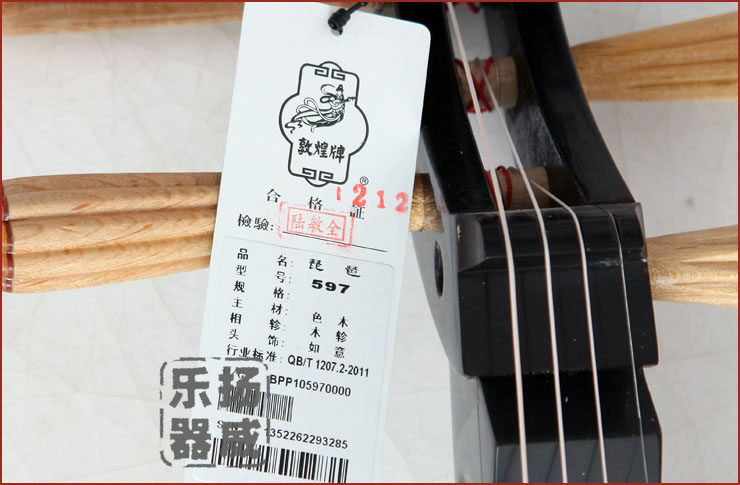 敦煌牌
®
合格证
1212
檢驗:
陆敏全
品名: 琵琶
型号: 597
规格:
主材: 色木
相轸: 木轸
头饰: 如意
行业标准: QB/T 1207.2-2011
BPP105970000
1352262293285
乐扬
器威